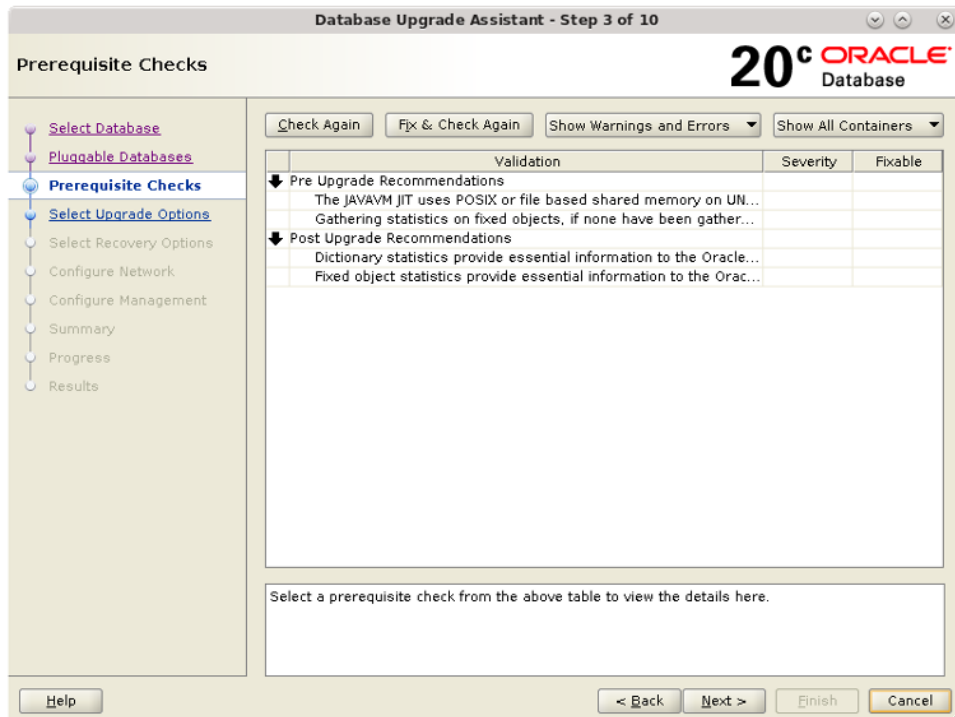 Database Upgrade Assistant - Step 3 of 10
Prerequisite Checks
20c ORACLE
Database
Select Database
Pluggable Databases
Prerequisite Checks
Select Upgrade Options
Select Recovery Options
Configure Network
Configure Management
Summary
Progress
Results
Check Again Fix & Check Again Show Warnings and Errors Show All Containers
Validation Severity Fixable
Pre Upgrade Recommendations
The JAVAVM JIT uses POSIX or file based shared memory on UN...
Gathering statistics on fixed objects, if none have been gather...
Post Upgrade Recommendations
Dictionary statistics provide essential information to the Oracle...
Fixed object statistics provide essential information to the Orac...
Select a prerequisite check from the above table to view the details here.
Help < Back Next > Finish Cancel